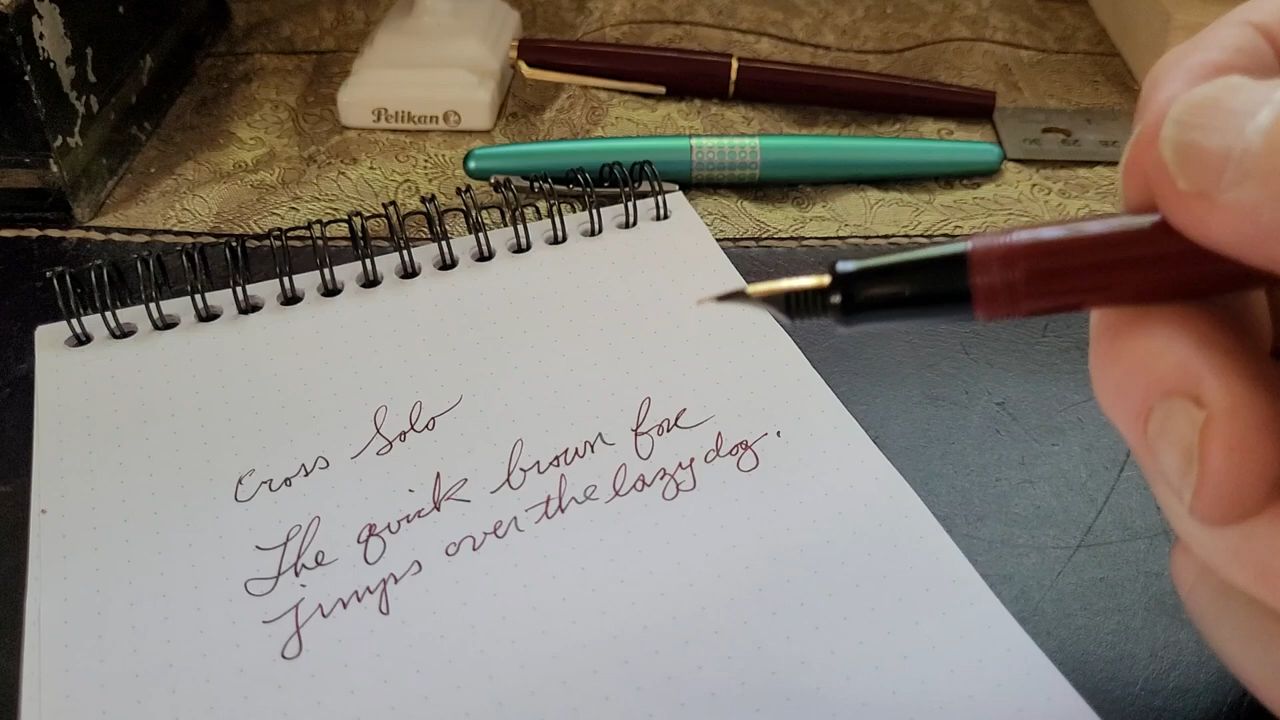 Pelikan
Cross Solo
The quick brown fox
jumps over the lazy dog.